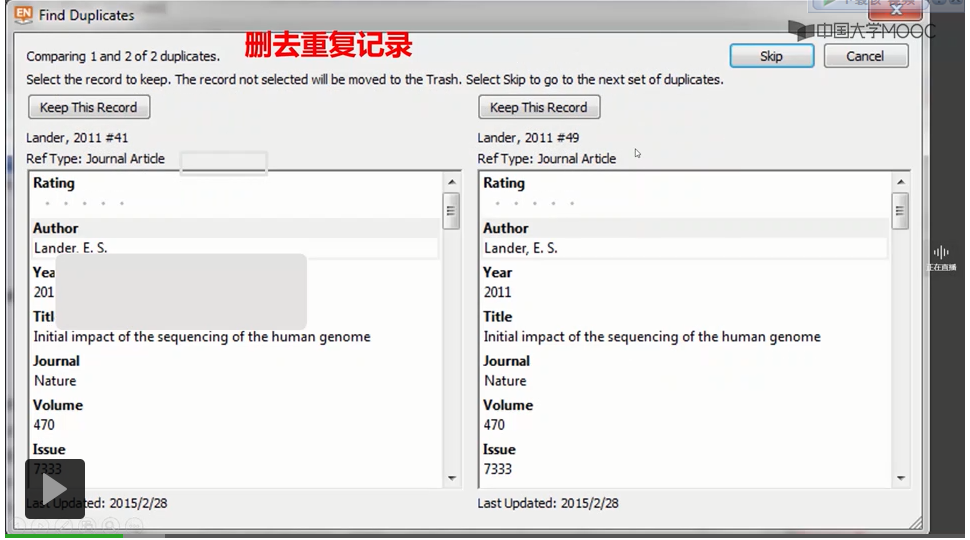 EN Find Duplicates
中国大学MOOC
删去重复记录
Comparing 1 and 2 of 2 duplicates.
Skip
Cancel
Select the record to keep. The record not selected will be moved to the Trash. Select Skip to go to the next set of duplicates.
Keep This Record
Lander, 2011 #41
Ref Type: Journal Article
Rating
Author
Lander, E. S.
Yea
201
Titl
Initial impact of the sequencing of the human genome
Journal
Nature
Volume
470
Issue
7333
Last Updated: 2015/2/28
Keep This Record
Lander, 2011 #49
Ref Type: Journal Article
Rating
Author
Lander, E. S.
Year
2011
Title
Initial impact of the sequencing of the human genome
Journal
Nature
Volume
470
Issue
7333
Last Updated: 2015/2/28
正在直播